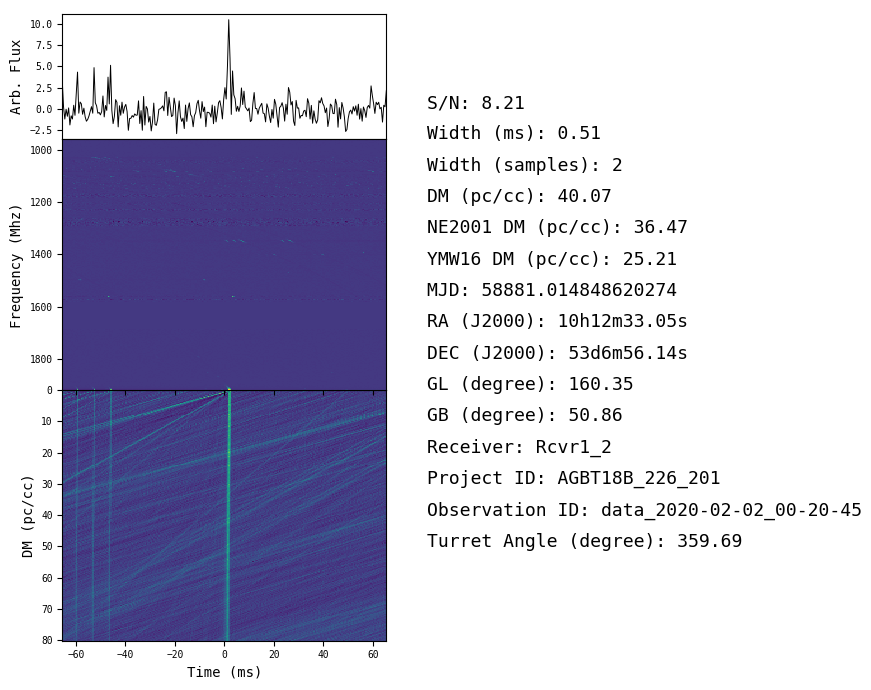 10.0
7.5
5.0
2.5
0.0
−2.5
Arb. Flux
1000
1200
1400
1600
1800
Frequency (Mhz)
0
10
20
30
40
50
60
70
80
DM (pc/cc)
−60 −40 −20 0 20 40 60
Time (ms)
S/N: 8.21
Width (ms): 0.51
Width (samples): 2
DM (pc/cc): 40.07
NE2001 DM (pc/cc): 36.47
YMW16 DM (pc/cc): 25.21
MJD: 58881.014848620274
RA (J2000): 10h12m33.05s
DEC (J2000): 53d6m56.14s
GL (degree): 160.35
GB (degree): 50.86
Receiver: Rcvr1_2
Project ID: AGBT18B_226_201
Observation ID: data_2020-02-02_00-20-45
Turret Angle (degree): 359.69